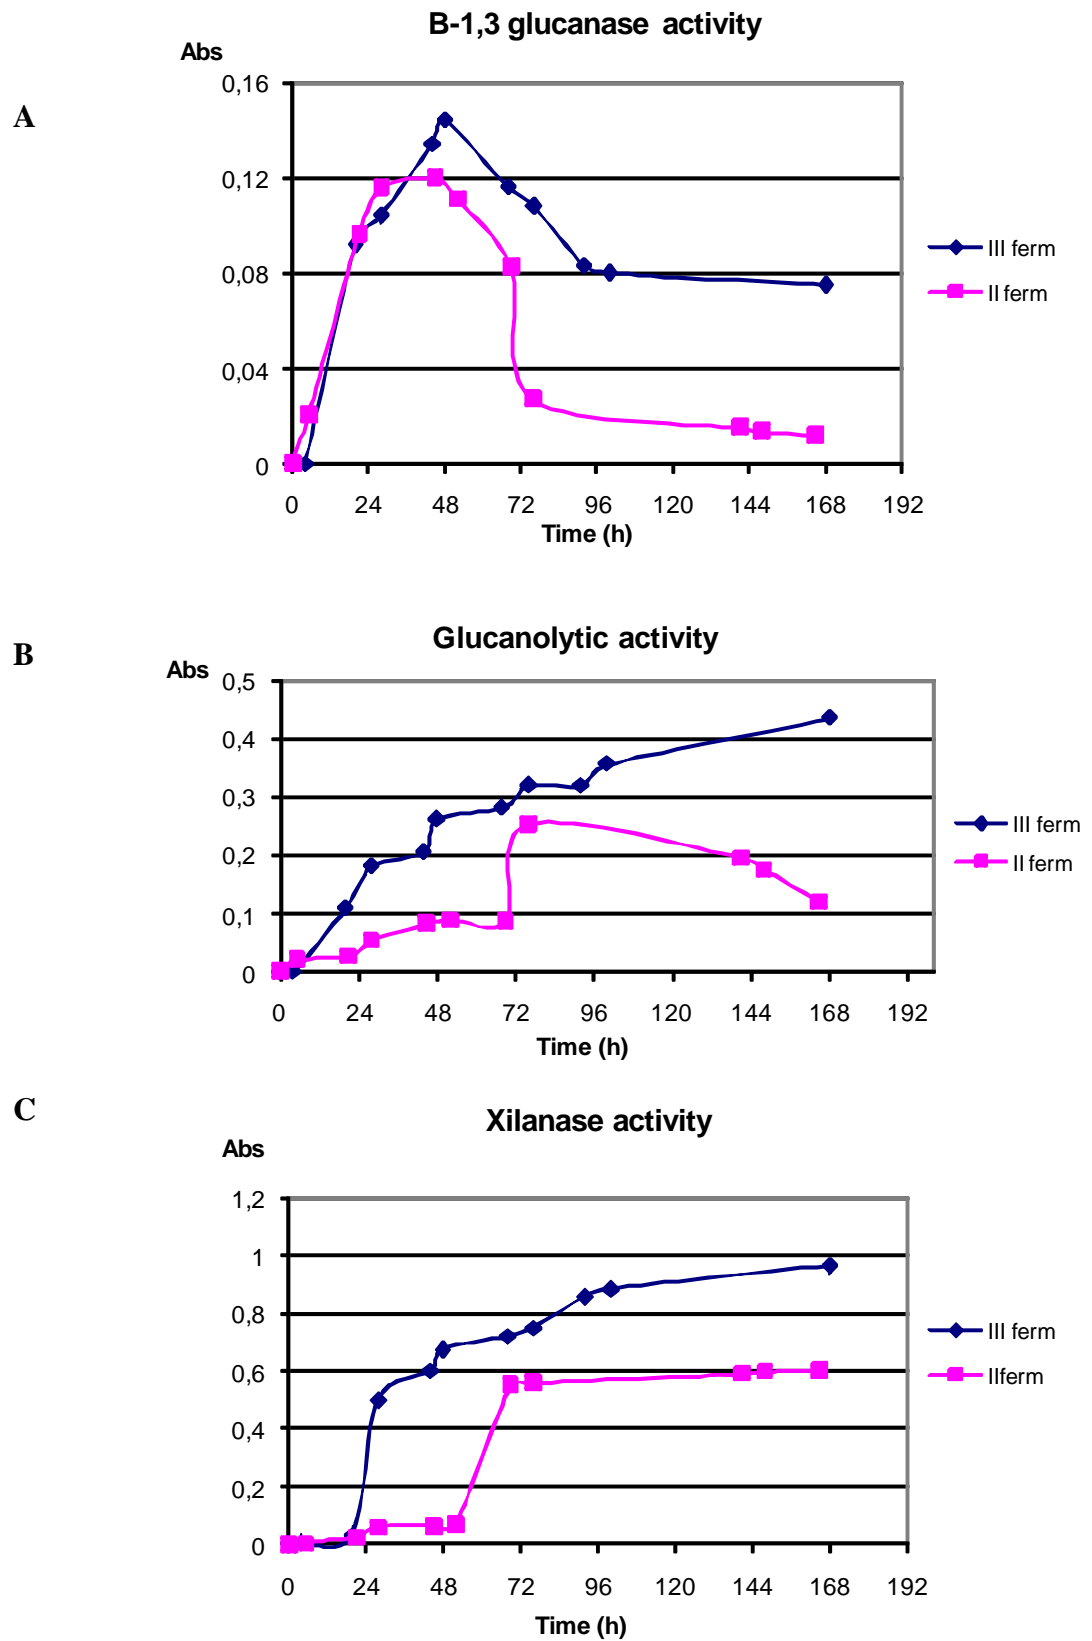 B-1,3 glucanase activity
Abs
A
0,16
0,12
0,08
0,04
0
0 24 48 72 96 120 144 168 192
Time (h)
III ferm
II ferm
B
Glucanolytic activity
Abs
0,5
0,4
0,3
0,2
0,1
0
0 24 48 72 96 120 144 168 192
Time (h)
III ferm
II ferm
C
Xilanase activity
Abs
1,2
1
0,8
0,6
0,4
0,2
0
0 24 48 72 96 120 144 168 192
Time (h)
III ferm
IIferm